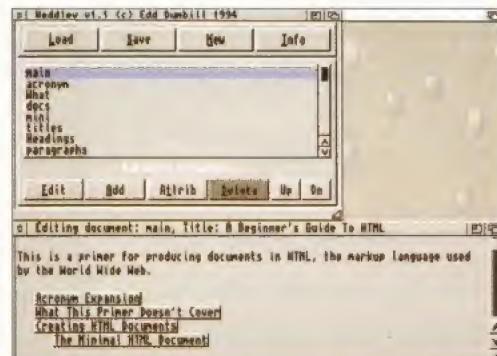 Heddley v1.1 (c) Edd Dumbill 1994
Load Save New Info
main
acronym
What
docs
mini
titles
Headings
paragraphs
Edit Add Attrib Delete Up Dn
Editing document: main, Title: A Beginner's Guide To HTML
This is a primer for producing documents in HTML, the markup language used
by the World Wide Web.
Acronym Expansion
What This Primer Doesn't Cover
Creating HTML Documents
The Minimal HTML Document